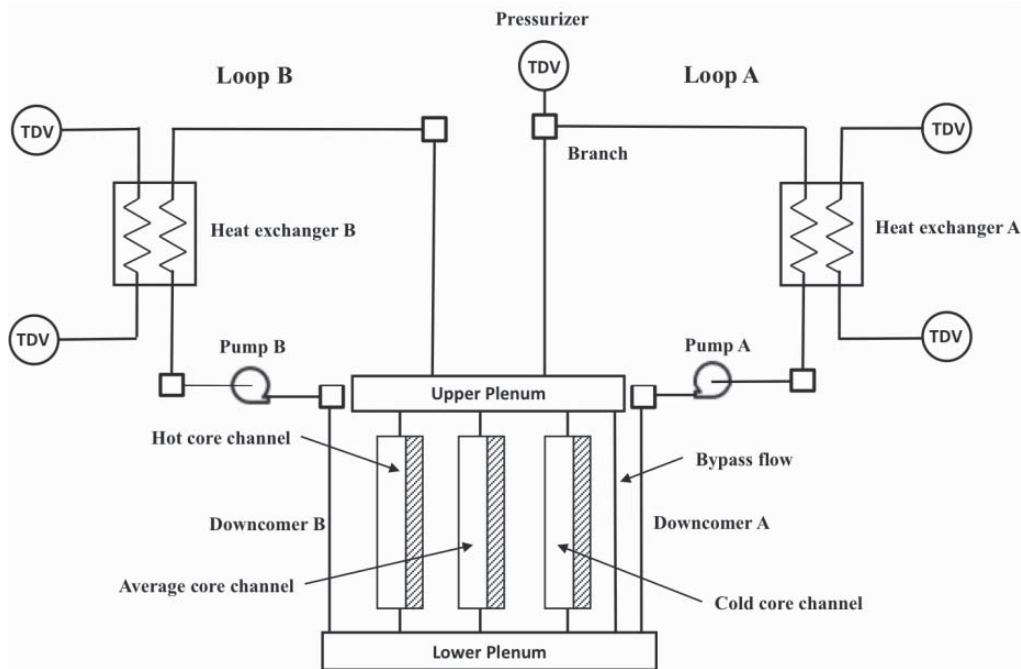 Pressurizer
TDV
Loop B
Loop A
TDV
TDV
Branch
Heat exchanger B
Heat exchanger A
TDV
TDV
Pump B
Pump A
Upper Plenum
Hot core channel
Bypass flow
Downcomer B
Downcomer A
Average core channel
Cold core channel
Lower Plenum